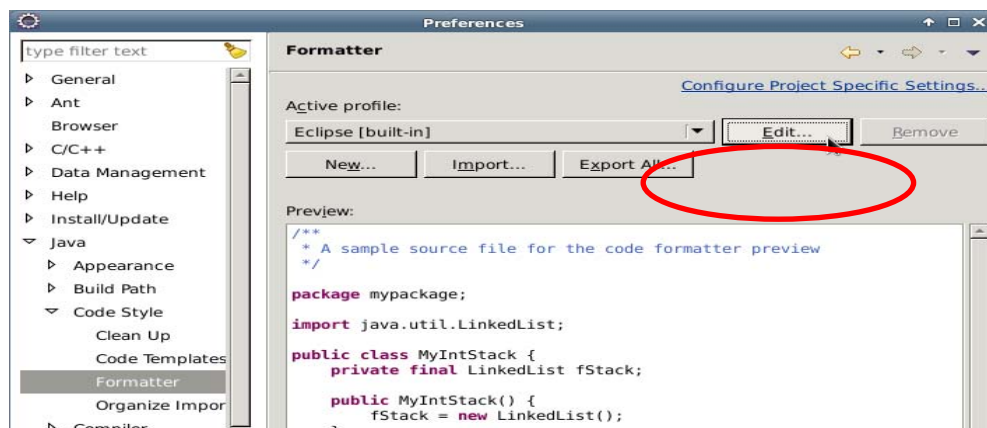 Preferences
type filter text
General
Ant
Browser
C/C++
Data Management
Help
Install/Update
Java
Appearance
Build Path
Code Style
Clean Up
Code Templates
Formatter
Organize Impor
Compiler
Formatter
Configure Project Specific Settings...
Active profile:
Eclipse [built-in]
Edit...
Remove
New...
Import...
Export All...
Preview:
/**
 * A sample source file for the code formatter preview
 */
package mypackage;
import java.util.LinkedList;
public class MyIntStack {
private final LinkedList fStack;
public MyIntStack() {
fStack = new LinkedList();
}